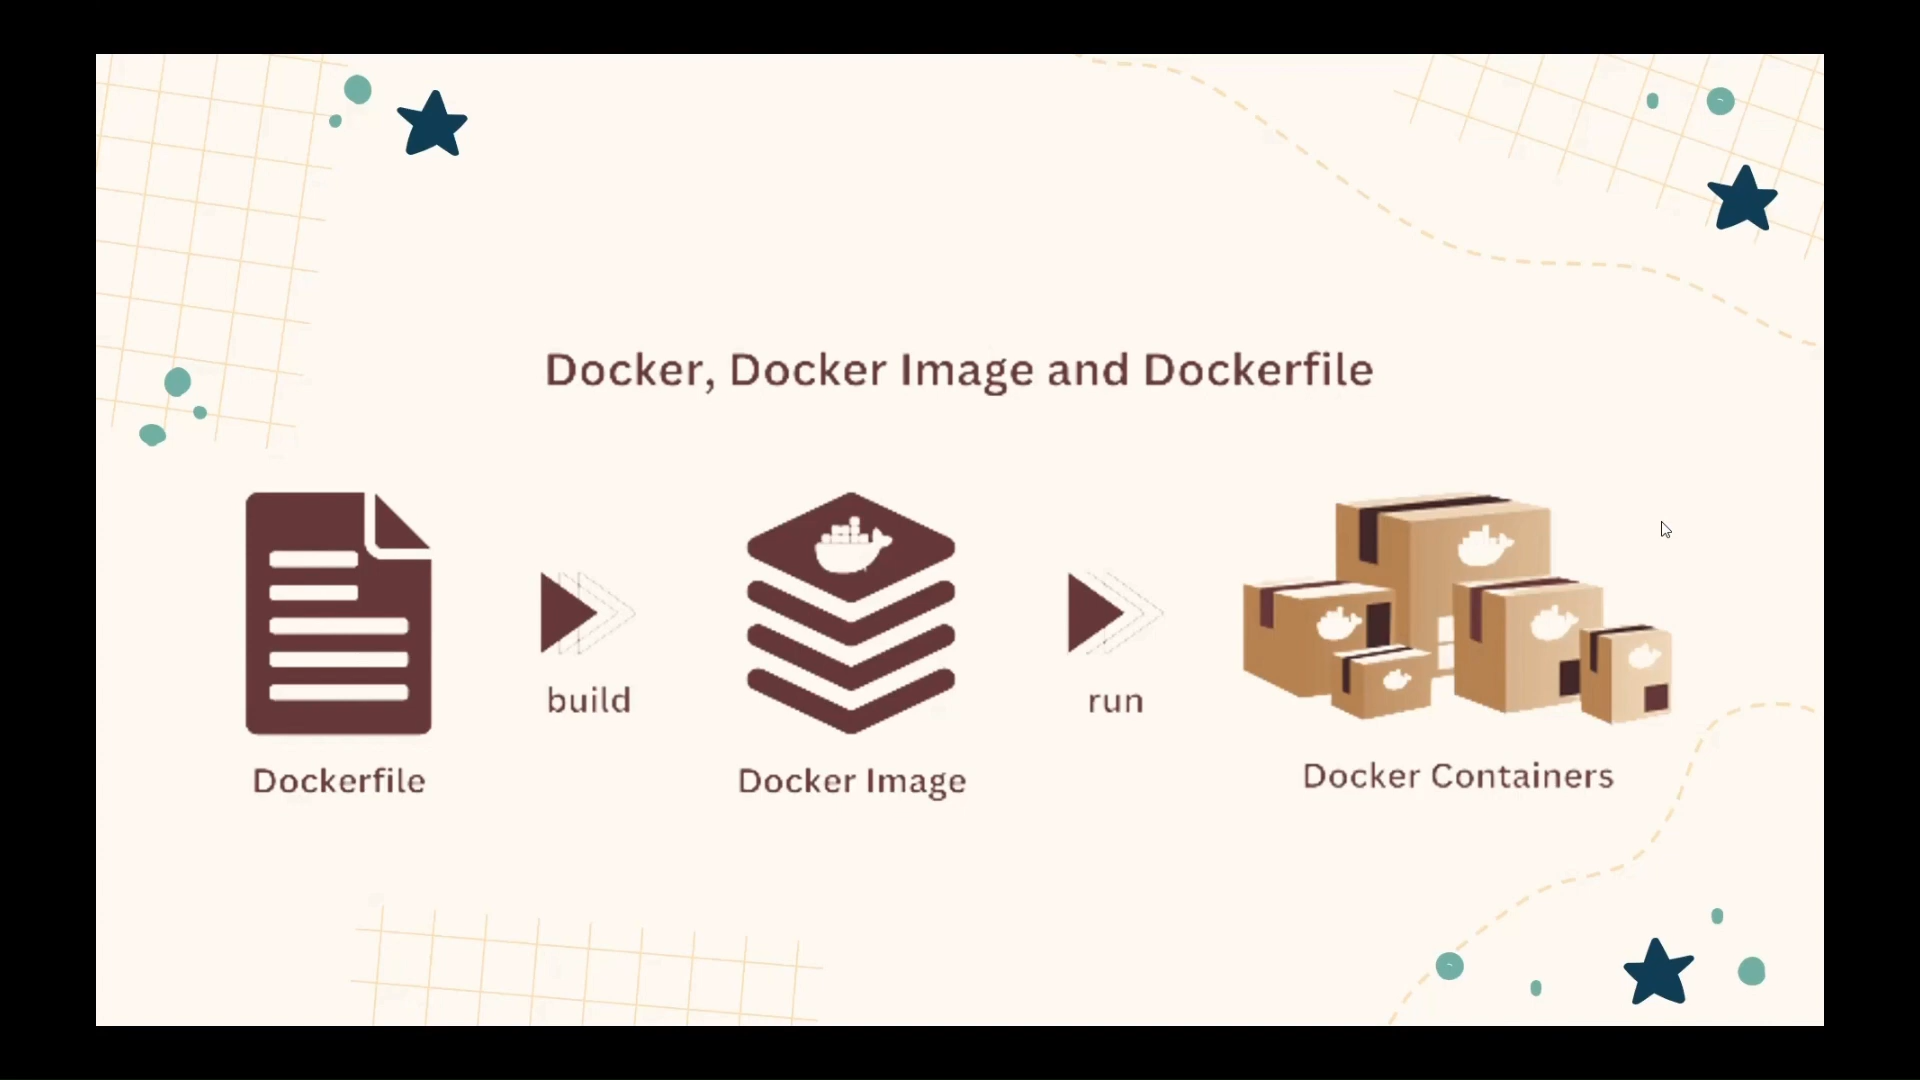 Docker, Docker Image and Dockerfile
build
run
Dockerfile
Docker Image
Docker Containers